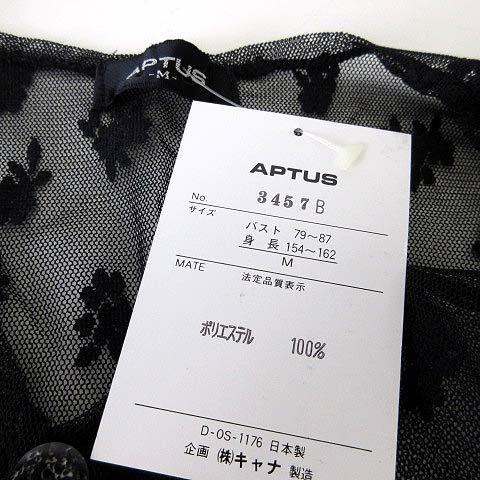 APTUS
-M-
APTUS
No. 3457B
サイズ
バスト 79〜87
身長 154〜162
M
MATE 法定品質表示
ポリエステル 100%
D-OS-1176 日本製
企画 ㈱キャナ 製造